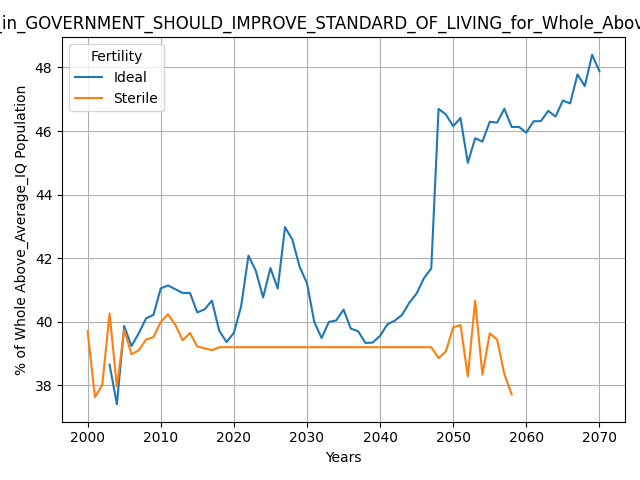 _in_GOVERNMENT_SHOULD_IMPROVE_STANDARD_OF_LIVING_for_Whole_Abov
Fertility
Ideal
Sterile
% of Whole Above_Average_IQ Population
48
46
44
42
40
38
2000 2010 2020 2030 2040 2050 2060 2070
Years